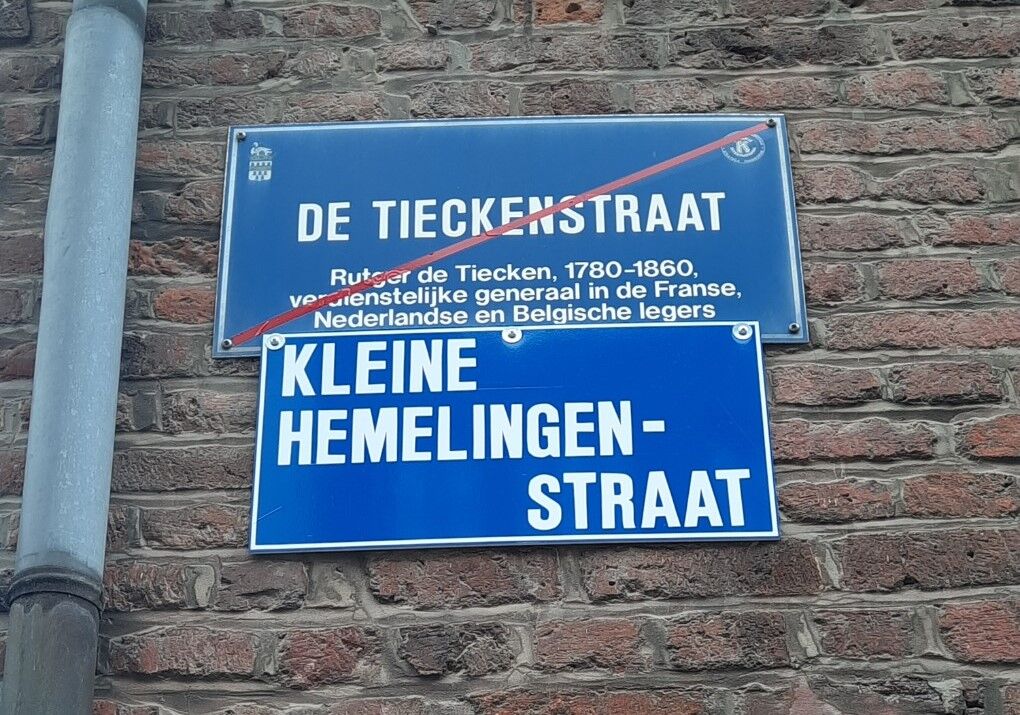 DE TIECKENSTRAAT
Rutger de Tiecken, 1780-1860,
verdienstelijke generaal in de Franse,
Nederlandse en Belgische legers
KLEINE
HEMELINGEN-
STRAAT